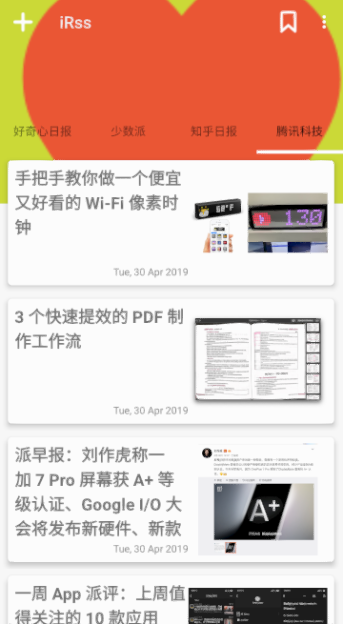 iRss
好奇心日报 少数派 知乎日报 腾讯科技
手把手教你做一个便宜
又好看的 Wi-Fi 像素时
钟
Tue, 30 Apr 2019
3 个快速提效的 PDF 制
作工作流
Tue, 30 Apr 2019
派早报：刘作虎称一
加 7 Pro 屏幕获 A+ 等
级认证、Google I/O 大
会将发布新硬件、新款
Tue, 30 Apr 2019
A+
一周 App 派评：上周值
得关注的 10 款应用